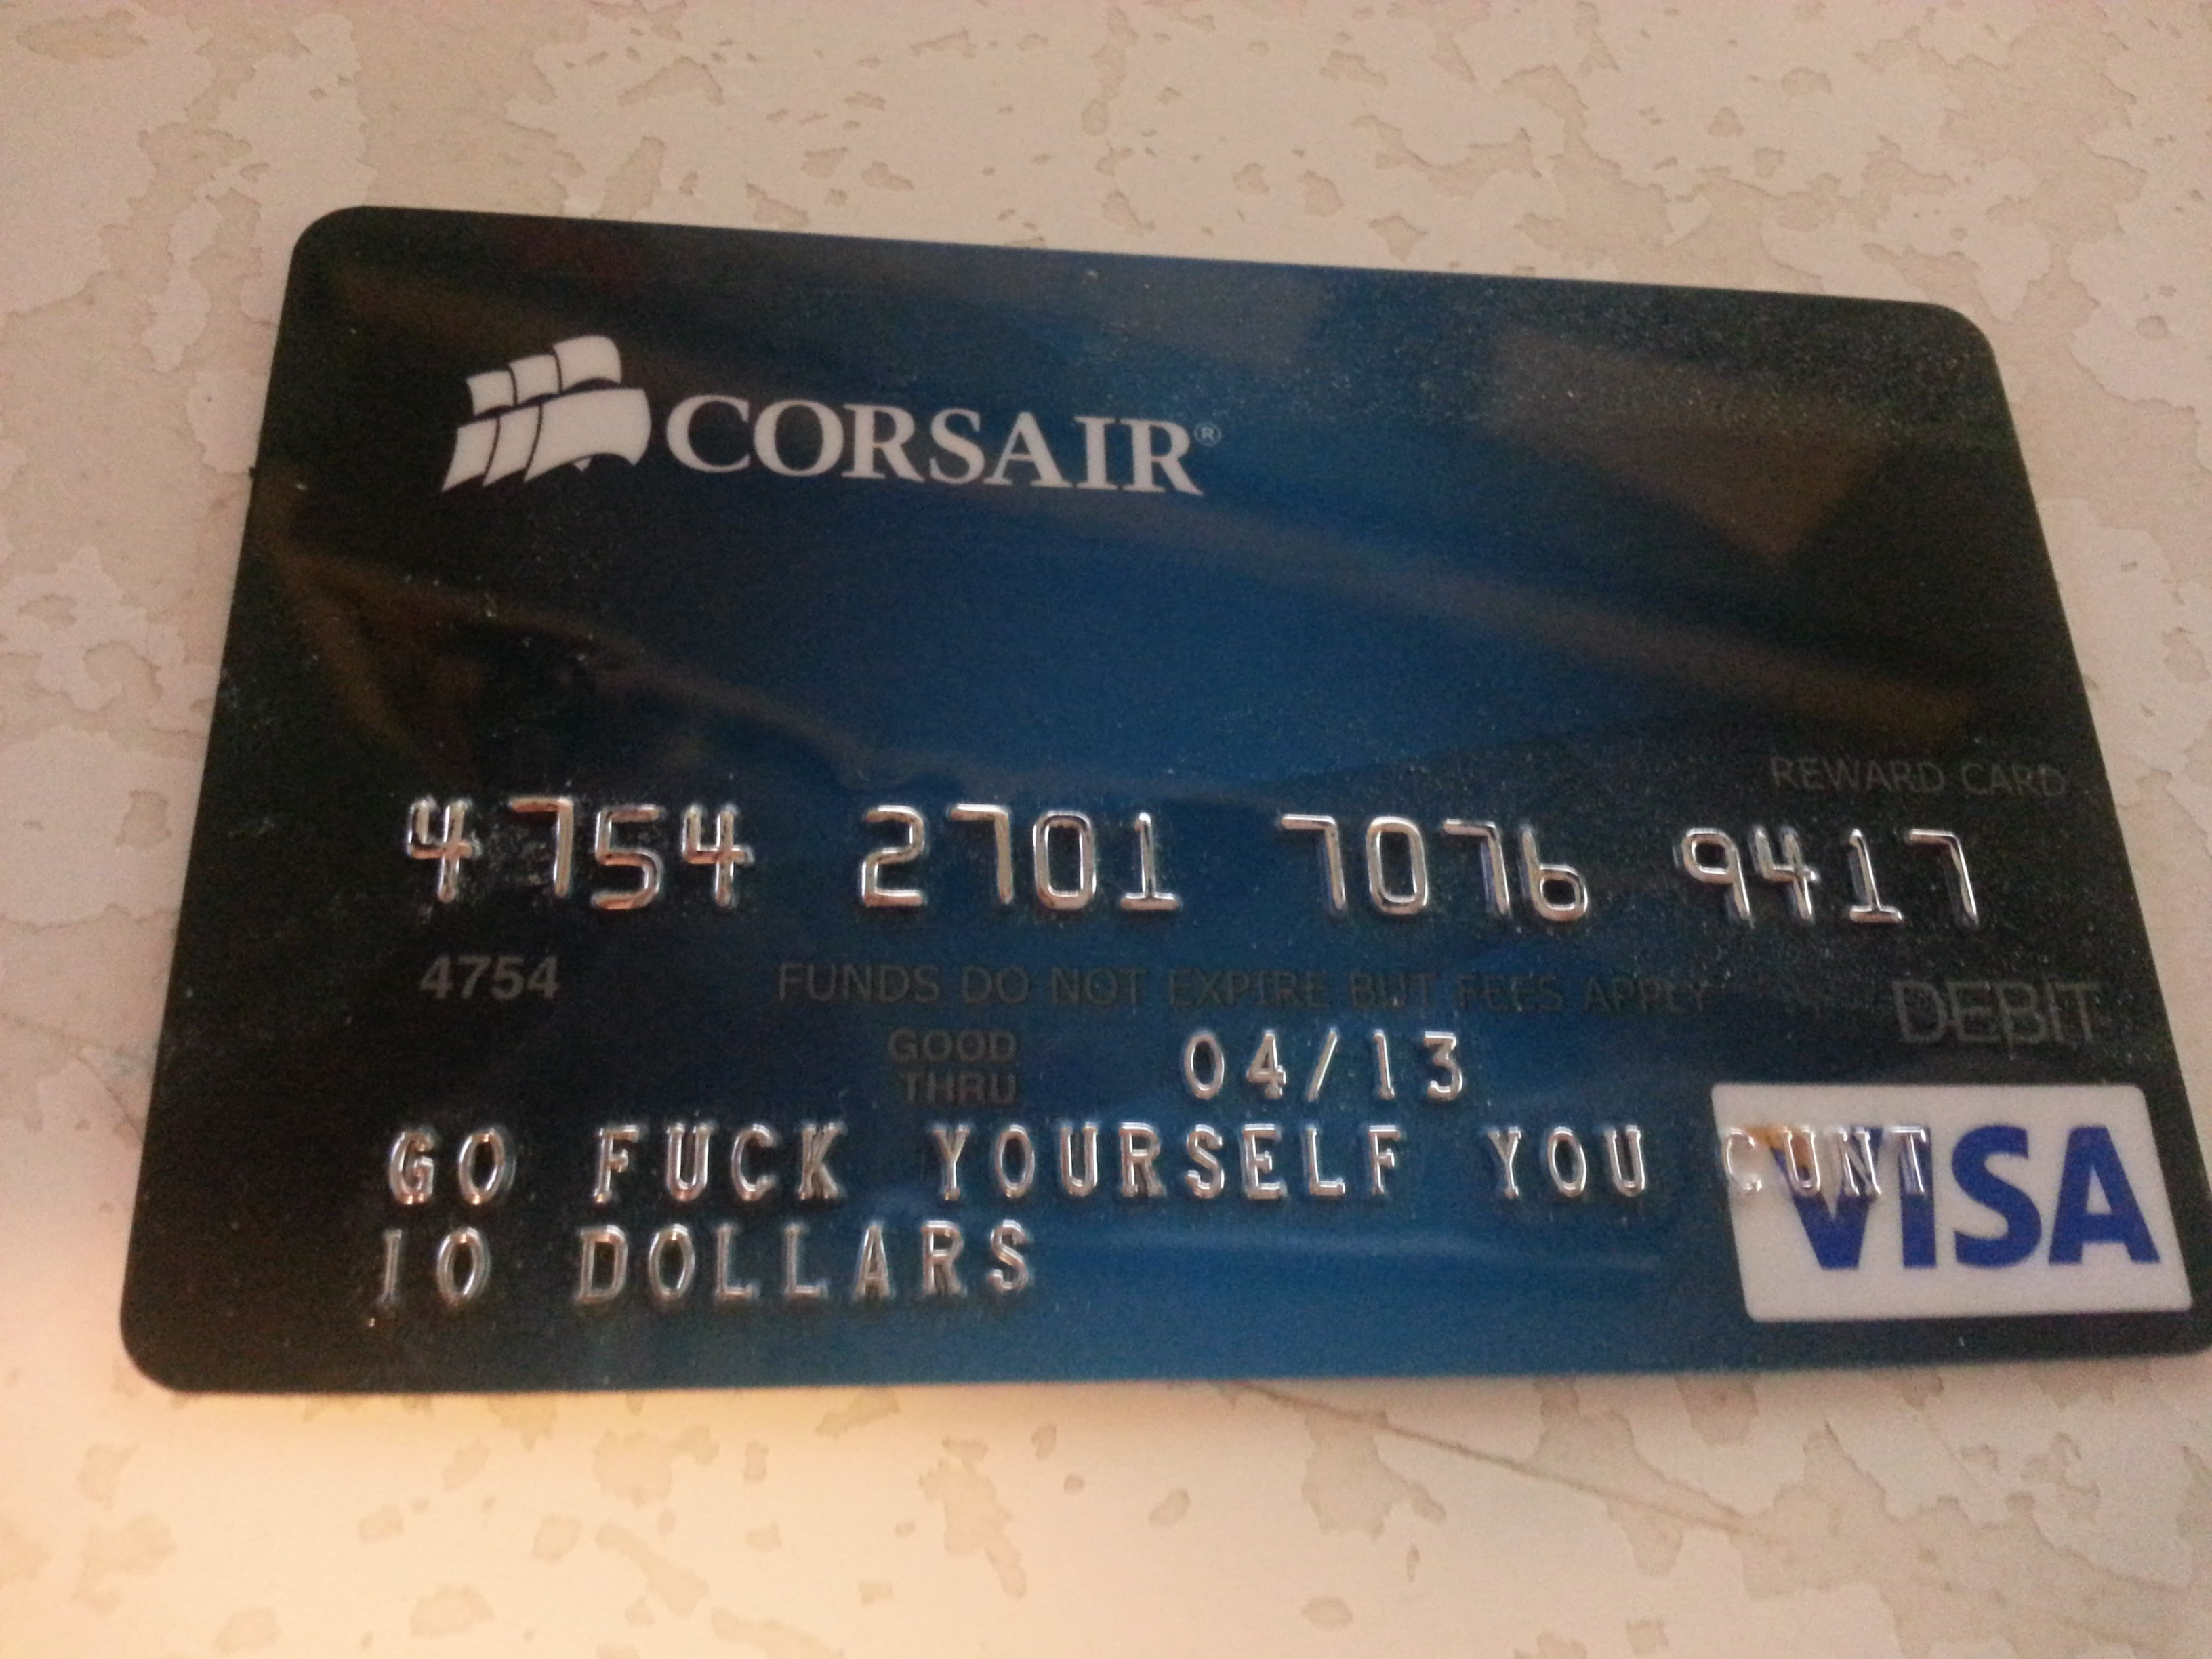 CORSAIR®
REWARD CARD
4754 2701 7076 9417
4754 FUNDS DO NOT EXPIRE BUT FEES APPLY DEBIT
GOOD
THRU 04/13
GO FUCK YOURSELF YOU CUNT
10 DOLLARS
VISA